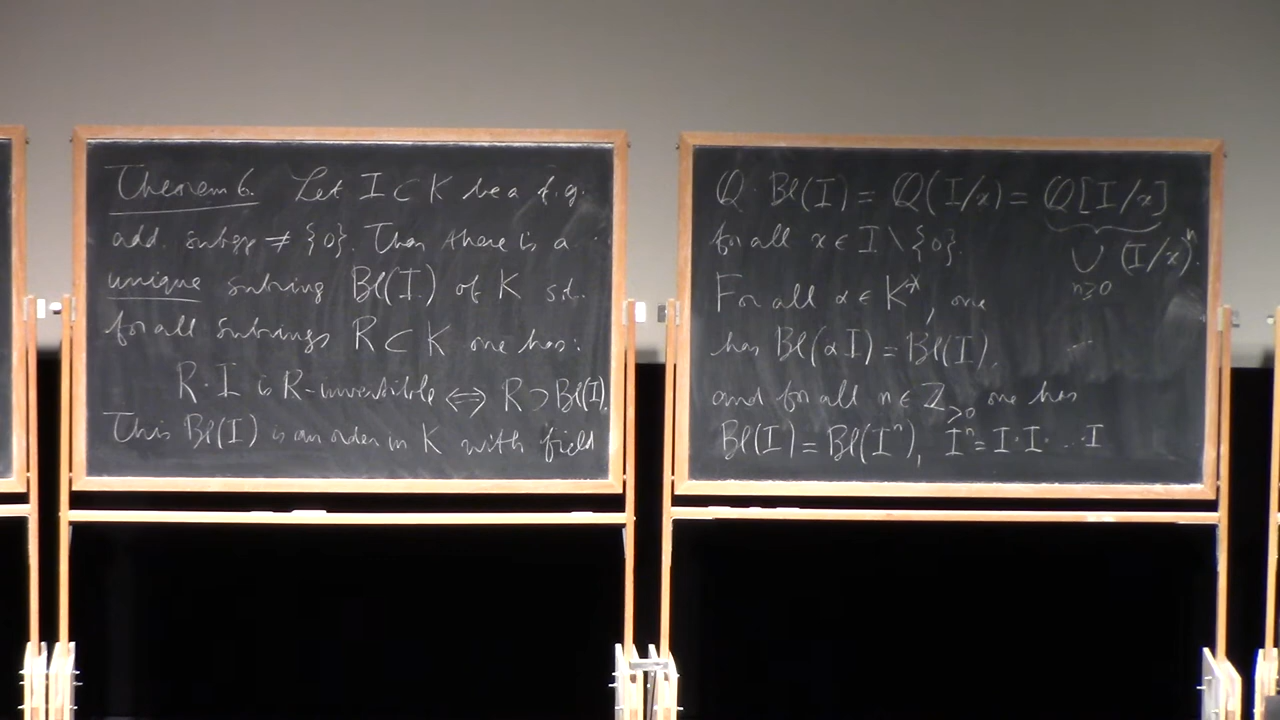 Theorem 6. Let I ⊂ K be a f.g.
add. subgp ≠ {0}. Then there is a
unique subring Bl(I) of K s.t.
for all subrings R ⊂ K one has:
R·I is R-invertible ⟺ R ⊃ Bl(I).
This Bl(I) is an order in K with field
Q·Bl(I) = Q(I/x) = Q[I/x]
for all x ∈ I \ {0}.
∪ (I/x)ⁿ.
n≥0
For all α ∈ K*, one
has Bl(αI) = Bl(I),
and for all n ∈ Z_{>0} one has
Bl(I) = Bl(Iⁿ), Iⁿ = I·I· ... I